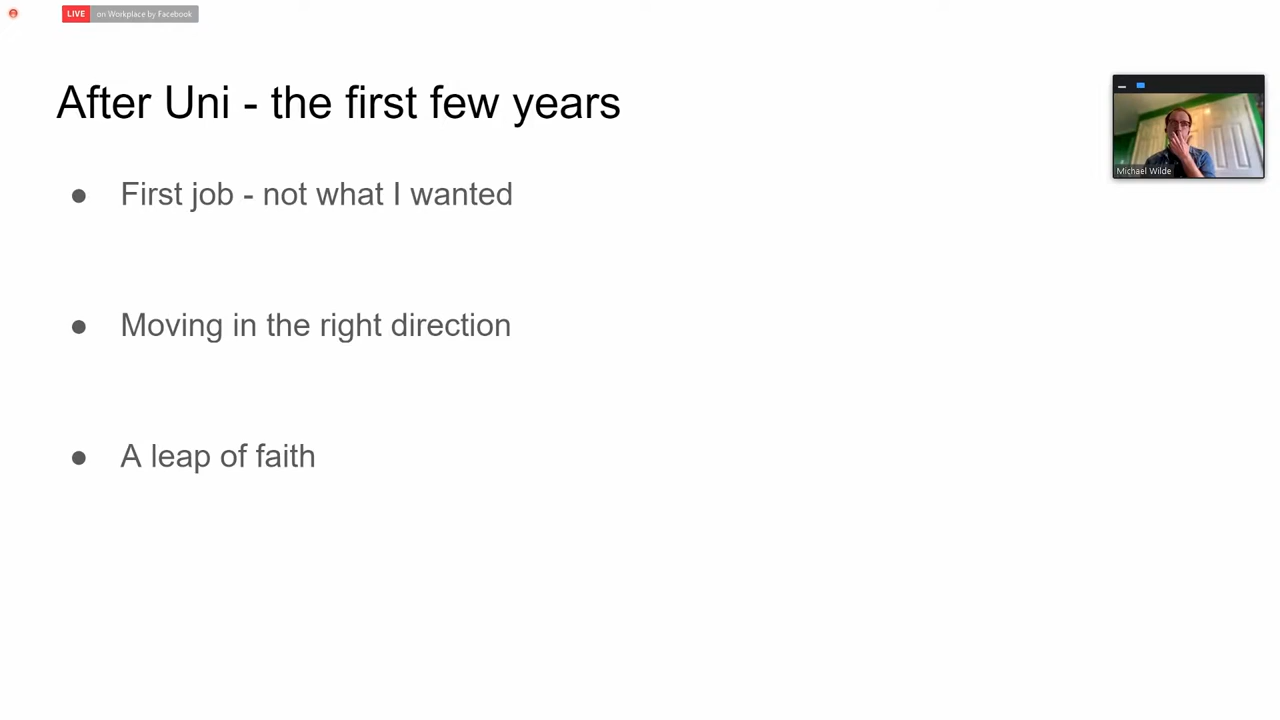 LIVE on Workplace by Facebook
After Uni - the first few years
● First job - not what I wanted
● Moving in the right direction
● A leap of faith
Michael Wilde